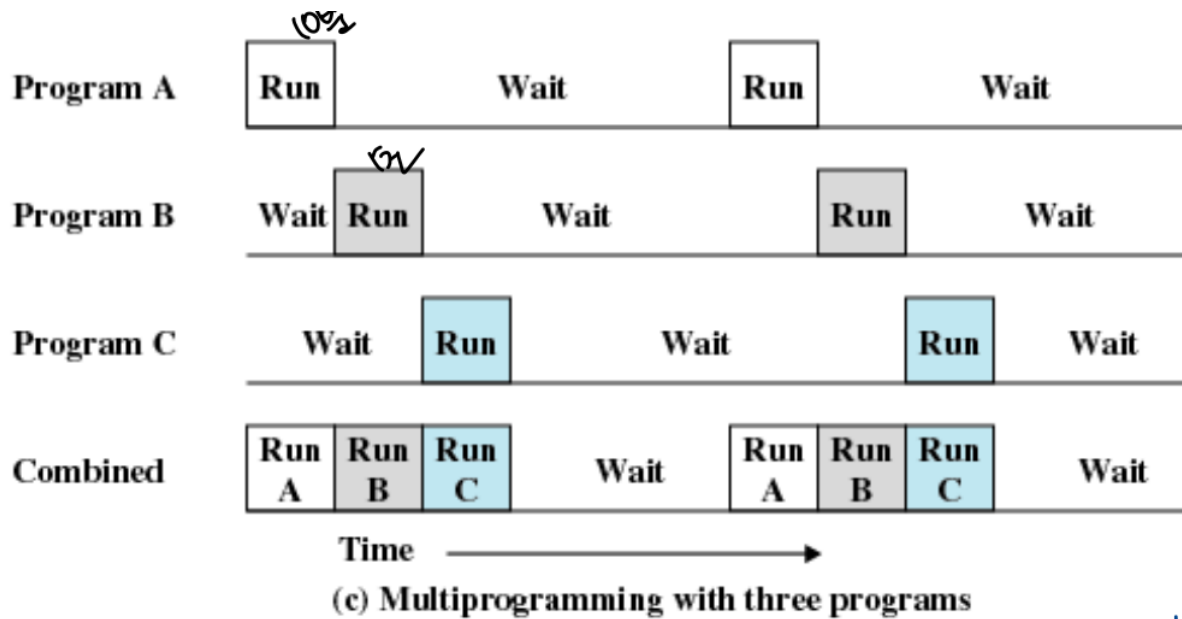 Program A Run Wait Run Wait
Program B Wait Run Wait Run Wait
Program C Wait Run Wait Run Wait
Combined Run A Run B Run C Wait Run A Run B Run C Wait
Time
(c) Multiprogramming with three programs